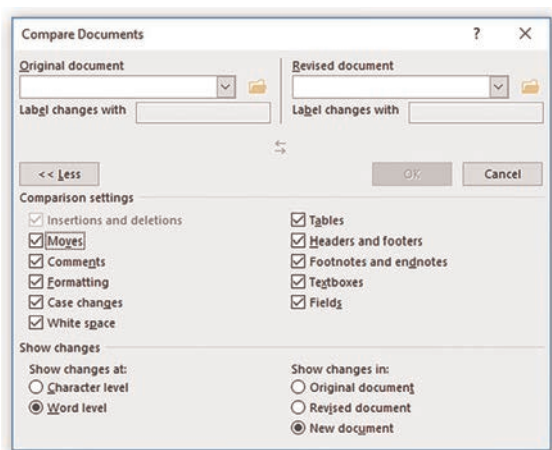 Compare Documents ? ✕
Original document Revised document
Label changes with Label changes with
<< Less OK Cancel
Comparison settings
Insertions and deletions Tables
Moves Headers and footers
Comments Footnotes and endnotes
Formatting Textboxes
Case changes Fields
White space
Show changes
Show changes at: Show changes in:
Character level Original document
Word level Revised document
New document